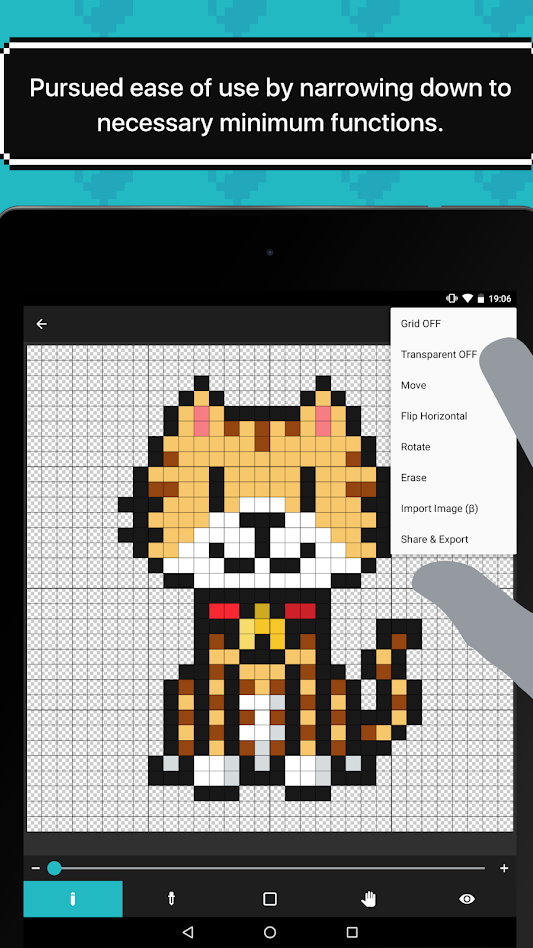 Pursued ease of use by narrowing down to
necessary minimum functions.
19:06
Grid OFF
Transparent OFF
Move
Flip Horizontal
Rotate
Erase
Import Image (β)
Share & Export